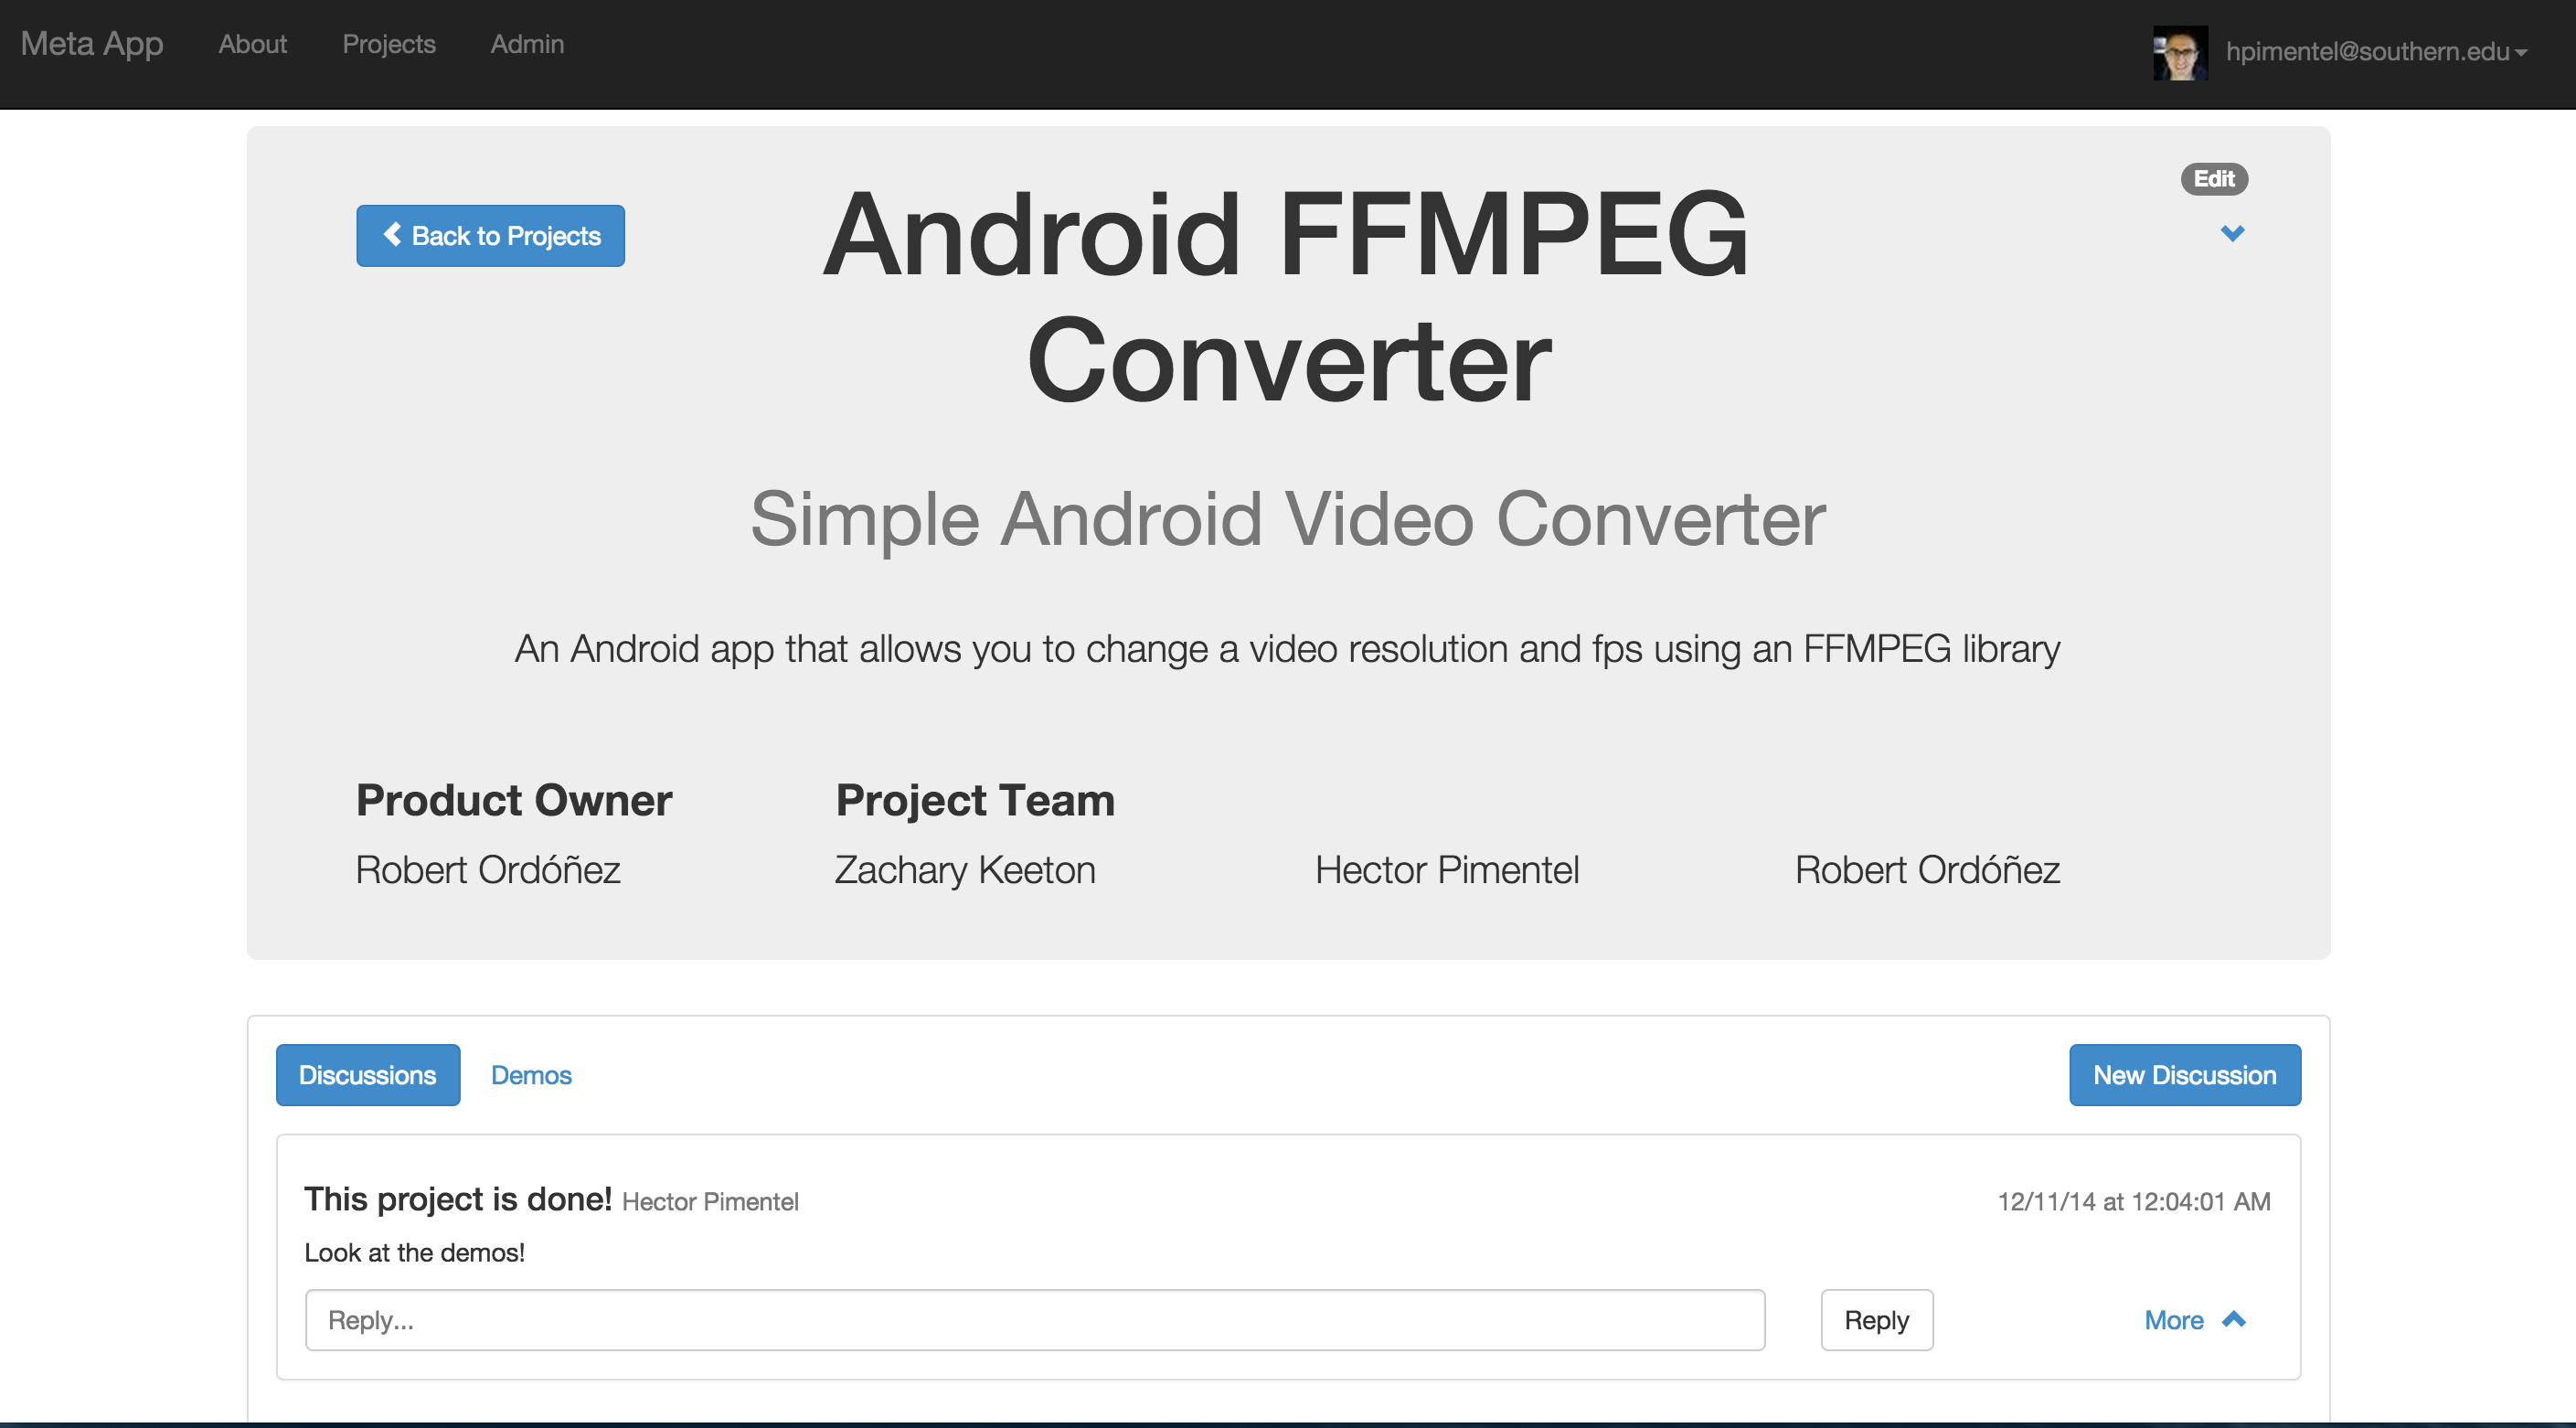 Meta App About Projects Admin hpimentel@southern.edu
Edit
Back to Projects
Android FFMPEG
Converter
Simple Android Video Converter
An Android app that allows you to change a video resolution and fps using an FFMPEG library
Product Owner Project Team
Robert Ordóñez Zachary Keeton Hector Pimentel Robert Ordóñez
Discussions Demos New Discussion
This project is done! Hector Pimentel 12/11/14 at 12:04:01 AM
Look at the demos!
Reply... Reply More